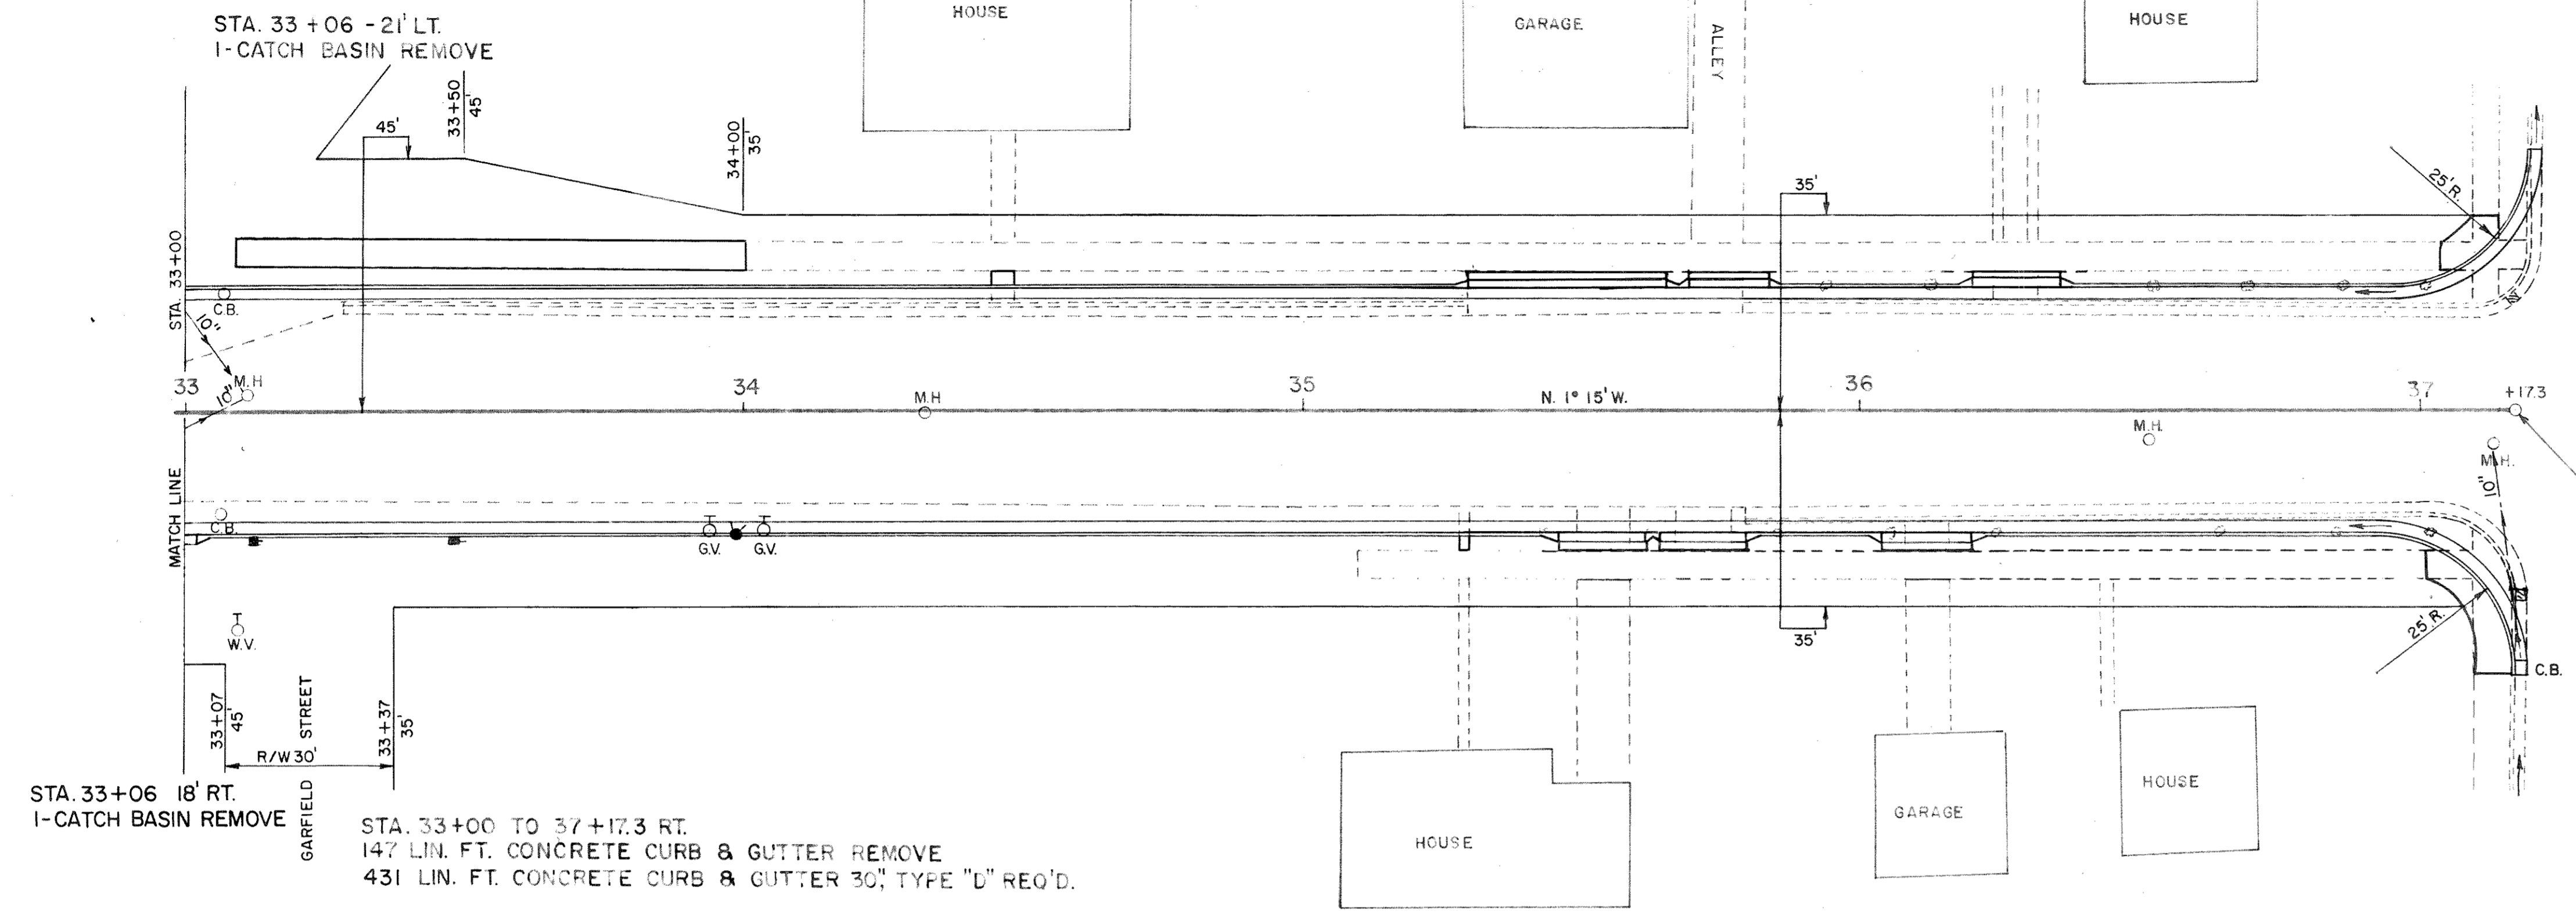 STA. 33+06 -21' LT.
1-CATCH BASIN REMOVE
HOUSE
GARAGE
ALLEY
HOUSE
45'
33+50
45'
34+00
35'
35'
25' R.
STA. 33+00
C.B.
10"
M.H
10"
33
34
M.H
35
N. 1° 15' W.
36
37
+17.3
M.H.
M.H.
10"
MATCH LINE
C.B.
G.V.
G.V.
W.V.
35'
25' R.
C.B.
33+07
45'
GARFIELD STREET
33+37
35'
R/W 30'
STA. 33+06 18' RT.
1-CATCH BASIN REMOVE
HOUSE
GARAGE
HOUSE
STA. 33+00 TO 37+17.3 RT.
147 LIN. FT. CONCRETE CURB & GUTTER REMOVE
431 LIN. FT. CONCRETE CURB & GUTTER 30", TYPE "D" REQ'D.